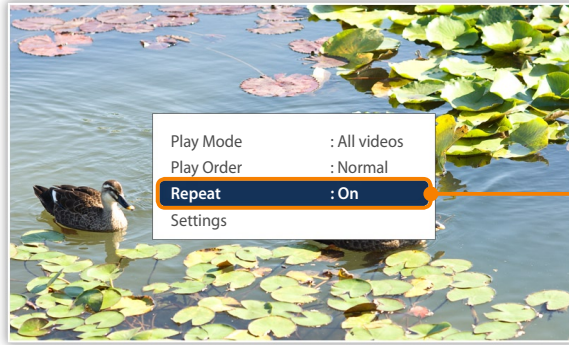 Play Mode : All videos
Play Order : Normal
Repeat : On
Settings